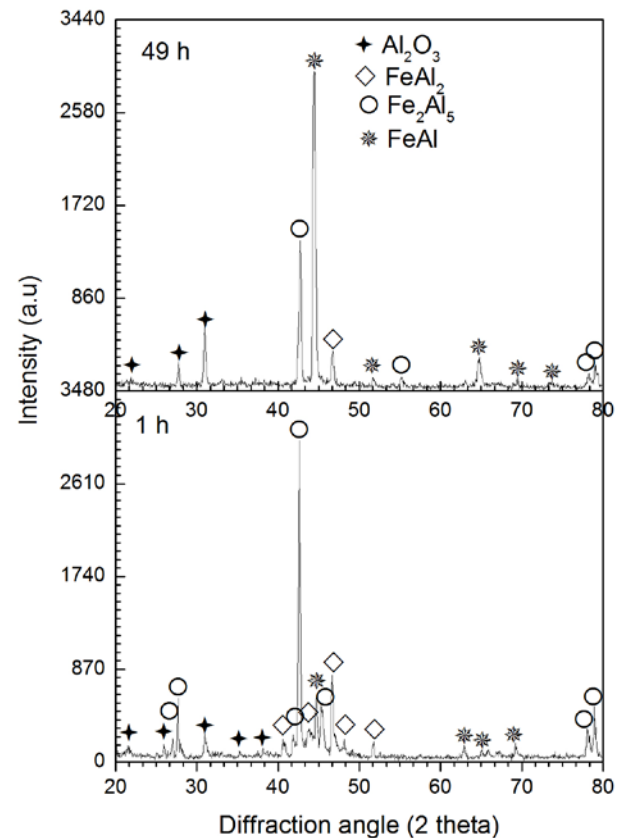 3440
49 h
Al₂O₃
FeAl₂
Fe₂Al₅
FeAl
2580
1720
860
3480
20 30 40 50 60 70 80
Intensity (a.u)
1 h
2610
1740
870
0
20 30 40 50 60 70 80
Diffraction angle (2 theta)